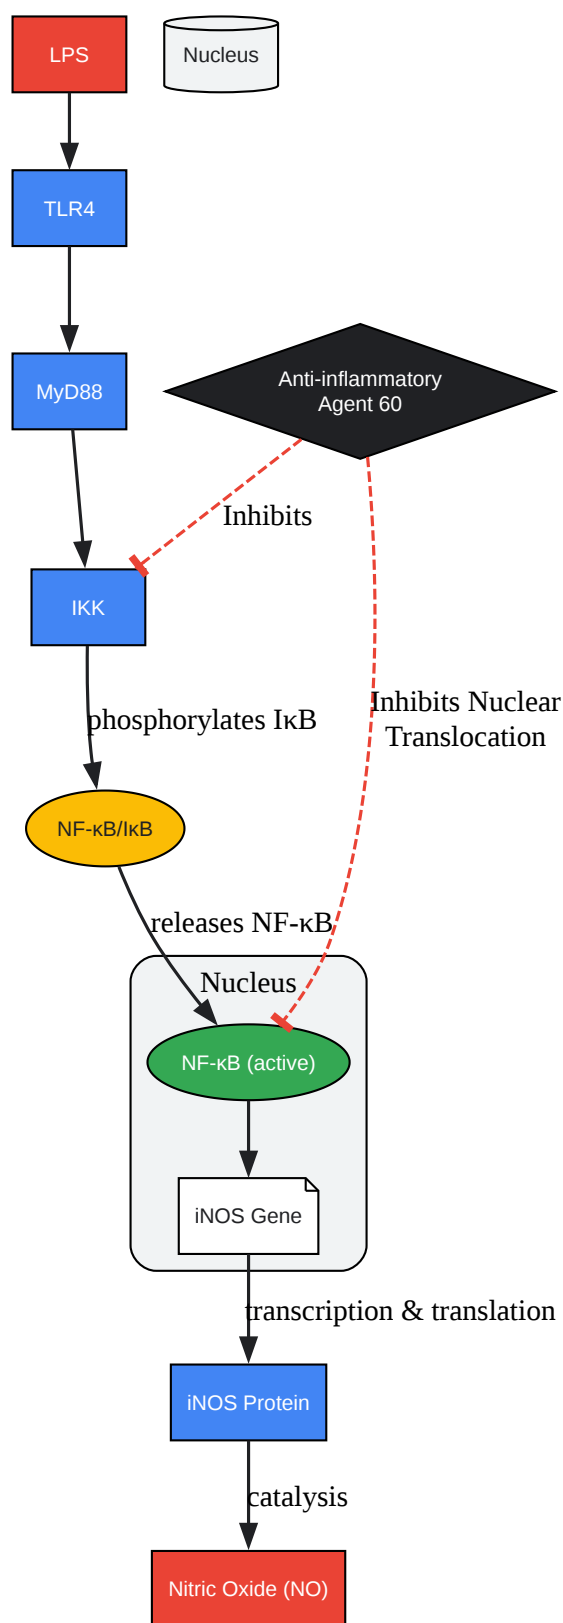 LPS
Nucleus
TLR4
MyD88
Anti-inflammatory
Agent 60
Inhibits
IKK
phosphorylates IκB
Inhibits Nuclear
Translocation
NF-κB/IκB
releases NF-κB
Nucleus
NF-κB (active)
iNOS Gene
transcription & translation
iNOS Protein
catalysis
Nitric Oxide (NO)